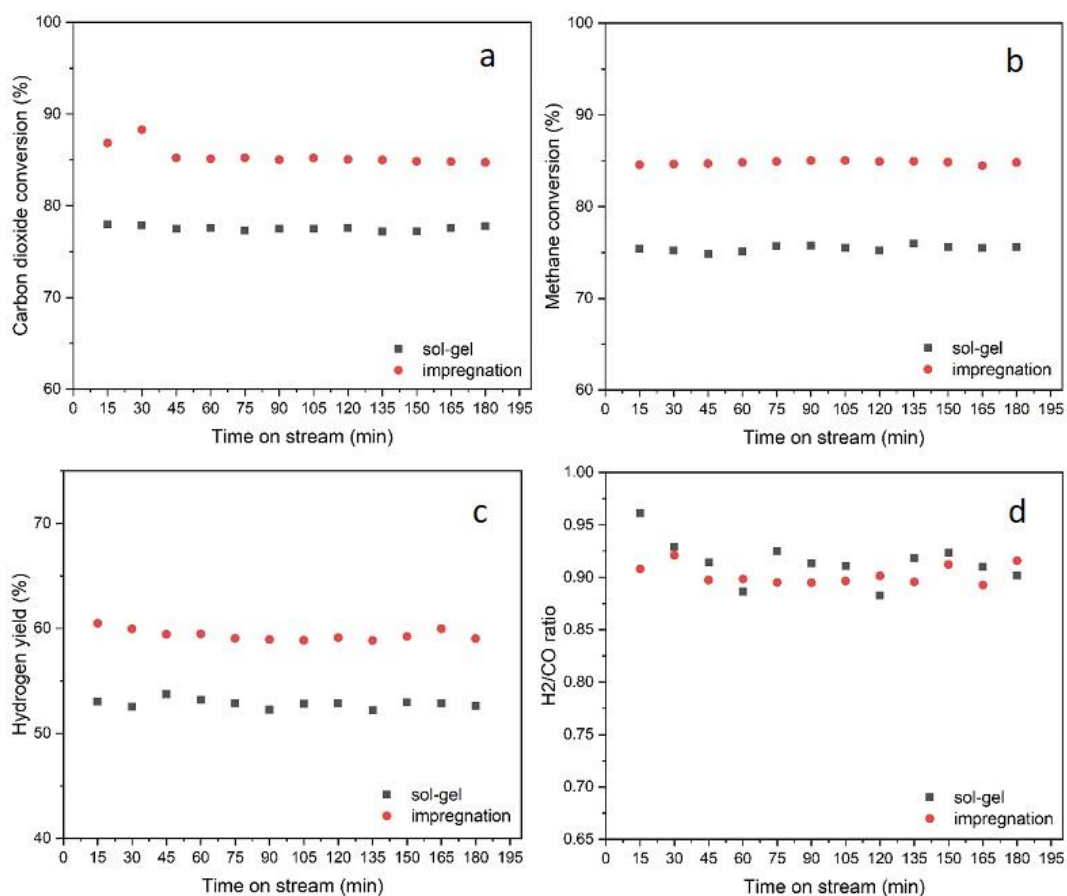 a
Carbon dioxide conversion (%)
100
90
80
70
60
sol-gel
impregnation
0 15 30 45 60 75 90 105 120 135 150 165 180 195
Time on stream (min)
b
Methane conversion (%)
100
90
80
70
60
sol-gel
impregnation
0 15 30 45 60 75 90 105 120 135 150 165 180 195
Time on stream (min)
c
Hydrogen yield (%)
70
60
50
40
sol-gel
impregnation
0 15 30 45 60 75 90 105 120 135 150 165 180 195
Time on stream (min)
d
H2/CO ratio
1.00
0.95
0.90
0.85
0.80
0.75
0.70
0.65
sol-gel
impregnation
0 15 30 45 60 75 90 105 120 135 150 165 180 195
Time on stream (min)